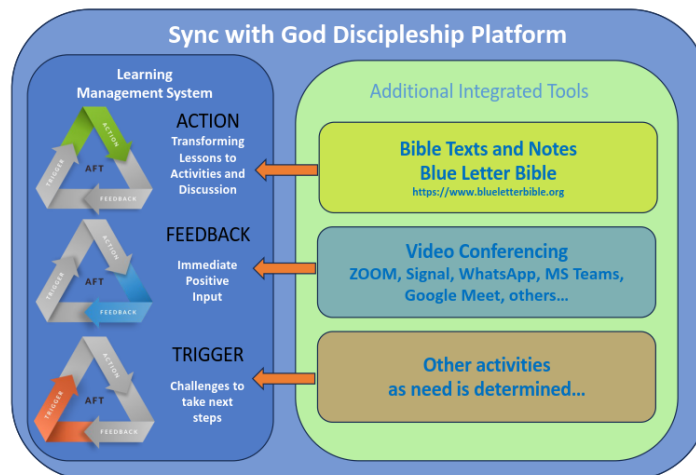 Sync with God Discipleship Platform
Learning
Management System
ACTION
TRIGGER
AFT
FEEDBACK
ACTION
Transforming
Lessons to
Activities and
Discussion
ACTION
TRIGGER
AFT
FEEDBACK
FEEDBACK
Immediate
Positive
Input
ACTION
TRIGGER
AFT
FEEDBACK
TRIGGER
Challenges to
take next
steps
Additional Integrated Tools
Bible Texts and Notes
Blue Letter Bible
https://www.blueletterbible.org
Video Conferencing
ZOOM, Signal, WhatsApp, MS Teams,
Google Meet, others…
Other activities
as need is determined…